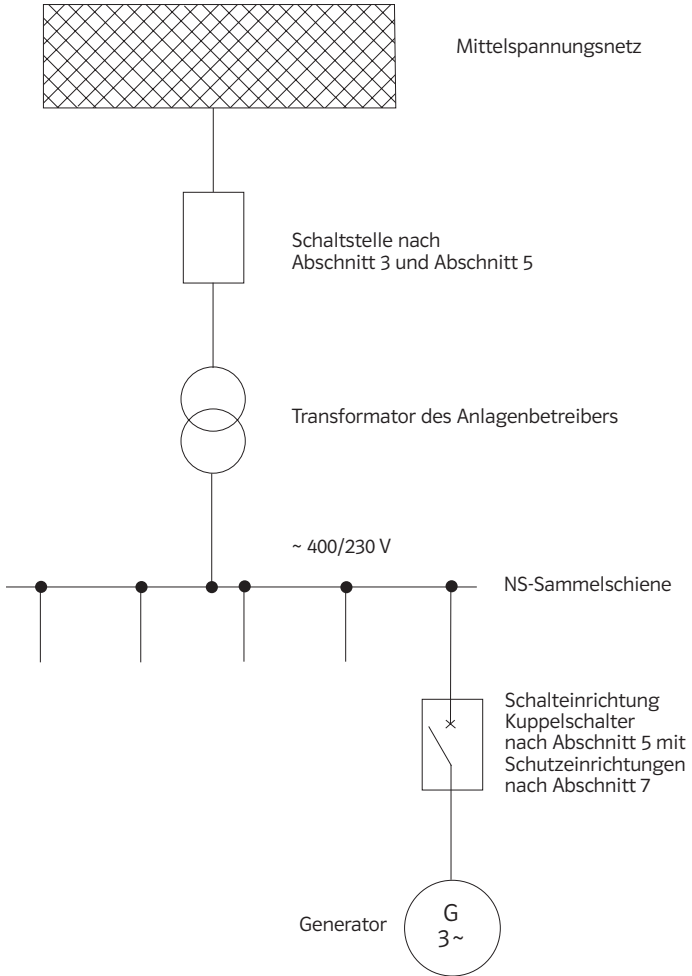 Mittelspannungsnetz
Schaltstelle nach
Abschnitt 3 und Abschnitt 5
Transformator des Anlagenbetreibers
~ 400/230 V
NS-Sammelschiene
Schalteinrichtung
Kuppelschalter
nach Abschnitt 5 mit
Schutzeinrichtungen
nach Abschnitt 7
Generator
G
3~